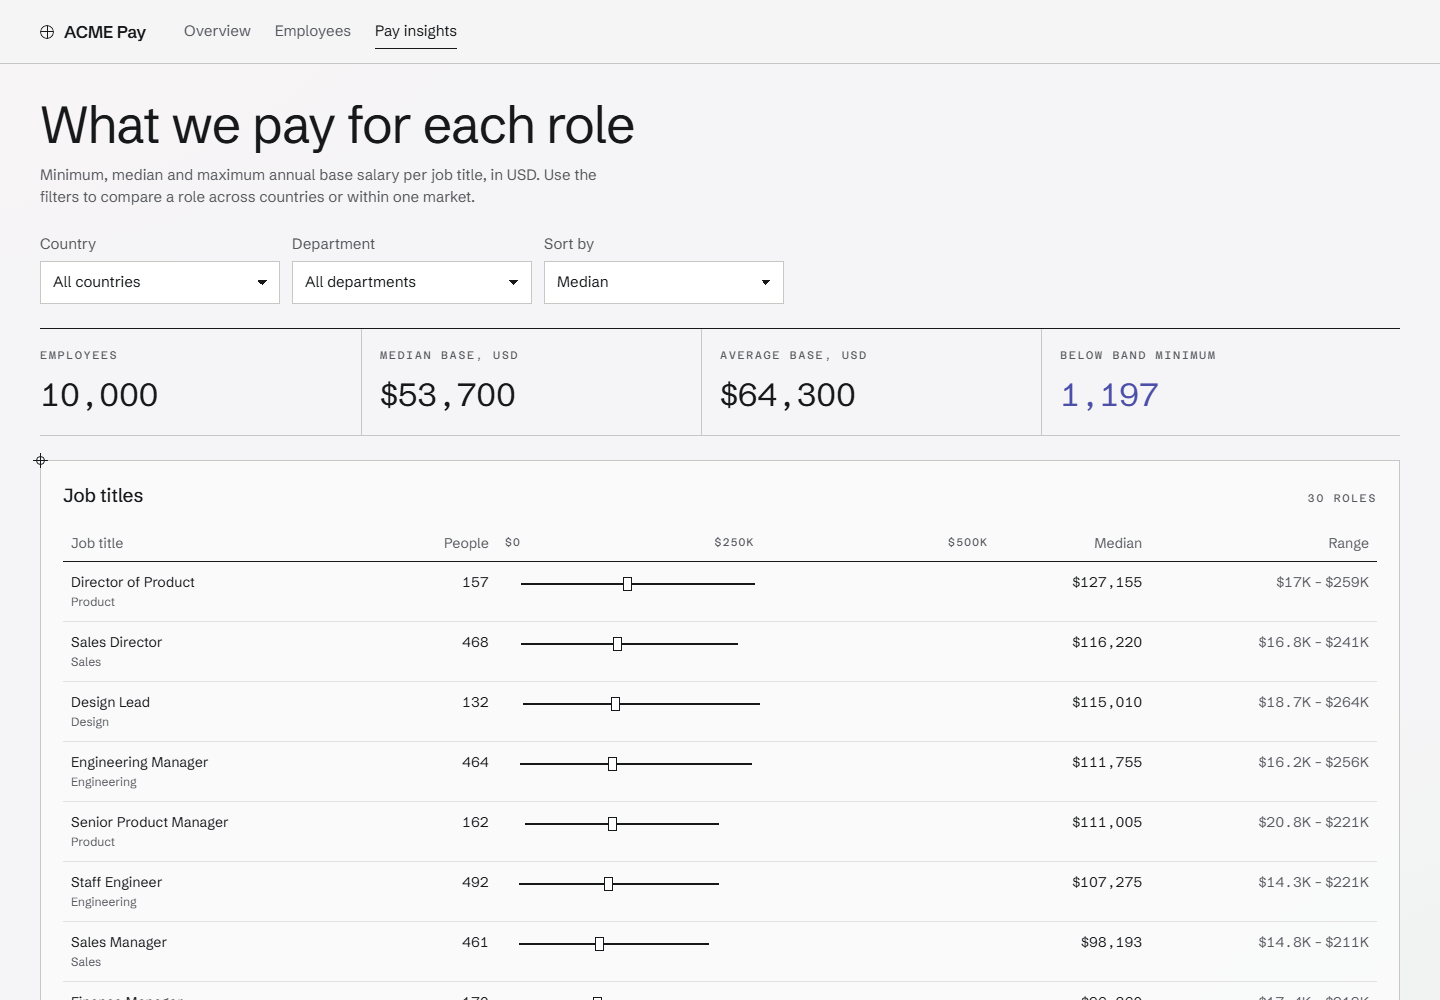 ACME Pay Overview Employees Pay insights
What we pay for each role
Minimum, median and maximum annual base salary per job title, in USD. Use the
filters to compare a role across countries or within one market.
Country Department Sort by
All countries All departments Median
EMPLOYEES MEDIAN BASE, USD AVERAGE BASE, USD BELOW BAND MINIMUM
10,000 $53,700 $64,300 1,197
Job titles 30 ROLES
Job title People $0 $250K $500K Median Range
Director of Product 157 $127,155 $17K – $259K
Product
Sales Director 468 $116,220 $16.8K – $241K
Sales
Design Lead 132 $115,010 $18.7K – $264K
Design
Engineering Manager 464 $111,755 $16.2K – $256K
Engineering
Senior Product Manager 162 $111,005 $20.8K – $221K
Product
Staff Engineer 492 $107,275 $14.3K – $221K
Engineering
Sales Manager 461 $98,193 $14.8K – $211K
Sales